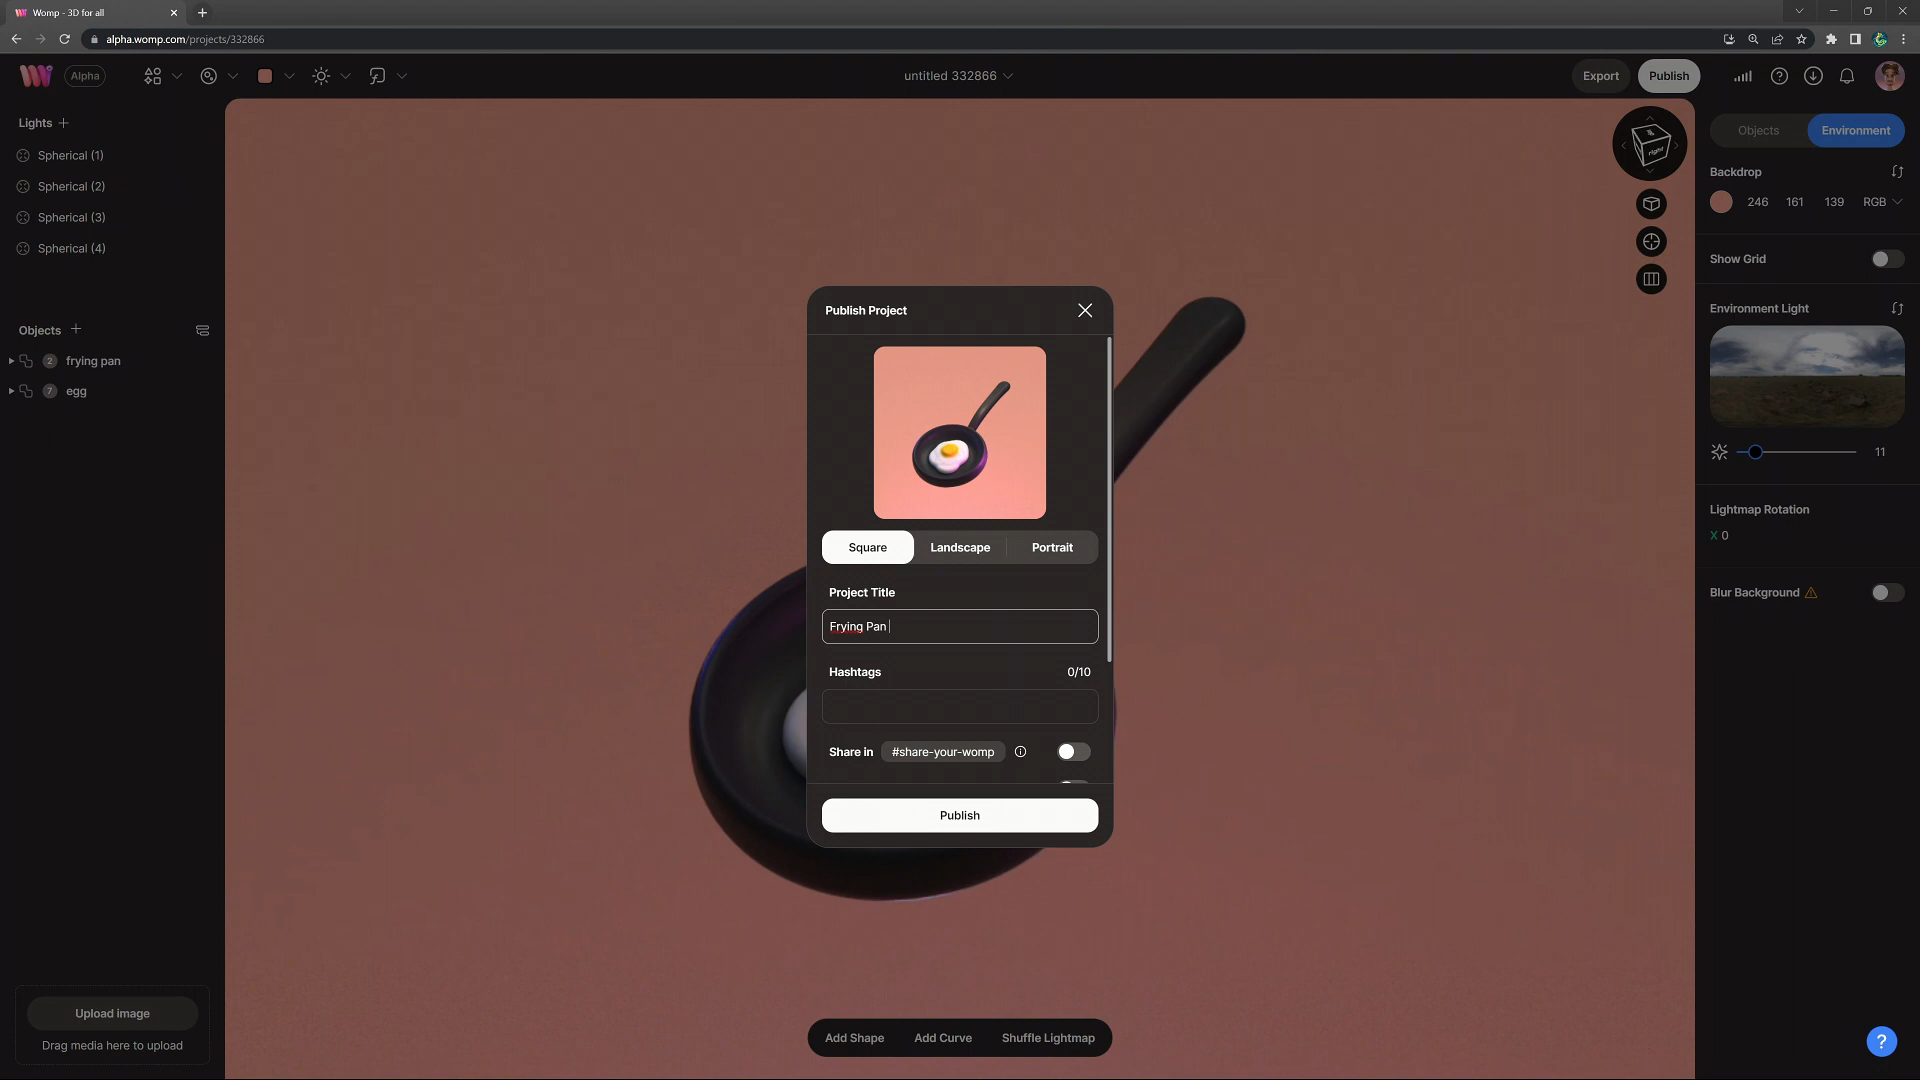 Womp - 3D for all
alpha.womp.com/projects/332866
Alpha
untitled 332866
Export
Publish
Lights
Spherical (1)
Spherical (2)
Spherical (3)
Spherical (4)
Objects
2 frying pan
7 egg
Upload image
Drag media here to upload
right
Publish Project
Square
Landscape
Portrait
Project Title
Frying Pan
Hashtags
0/10
Share in #share-your-womp
Publish
Add Shape
Add Curve
Shuffle Lightmap
Objects
Environment
Backdrop
246 161 139 RGB
Show Grid
Environment Light
11
Lightmap Rotation
X 0
Blur Background
?